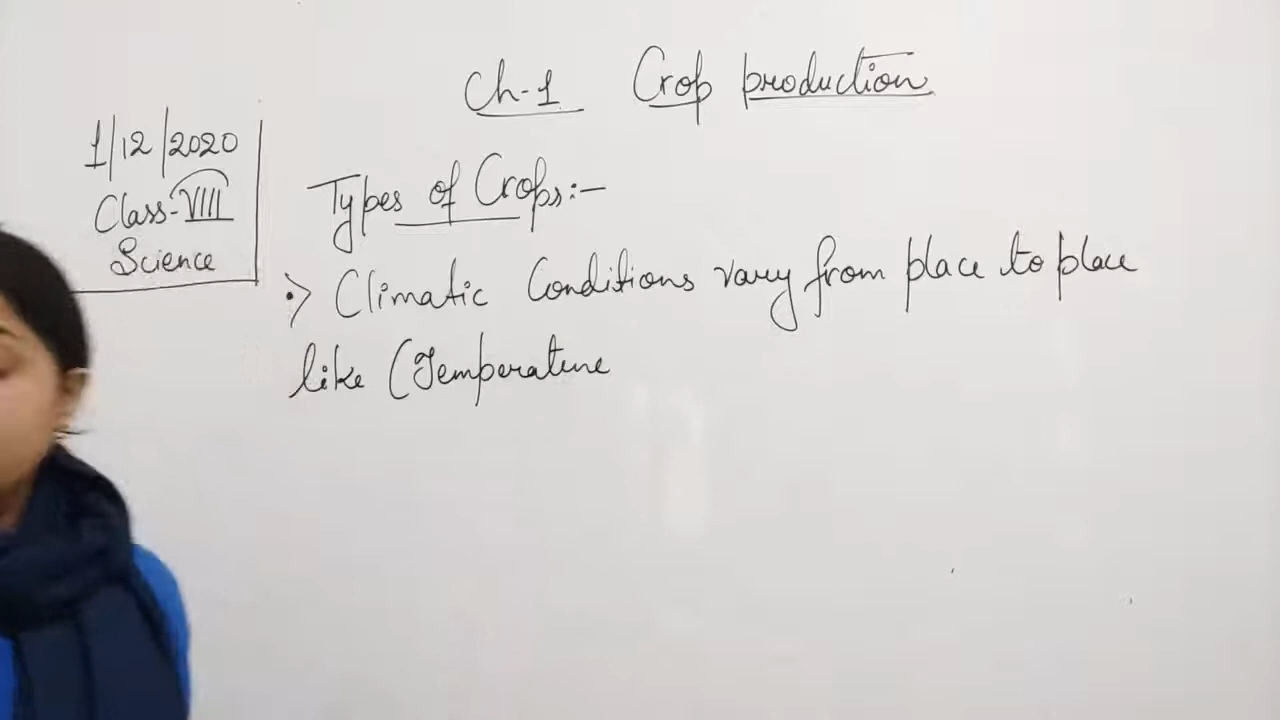 Ch-1 Crop production
1/12/2020
Class-VIII
Science
Types of Crops:-
:> Climatic Conditions vary from place to place
like (Temperature